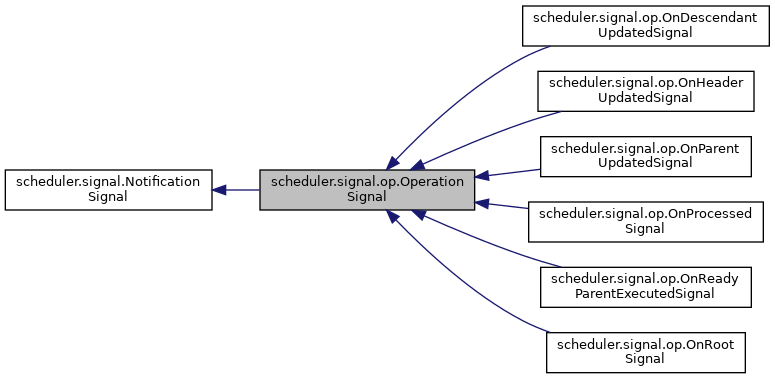 scheduler.signal.Notification
Signal
scheduler.signal.op.Operation
Signal
scheduler.signal.op.OnDescendant
UpdatedSignal
scheduler.signal.op.OnHeader
UpdatedSignal
scheduler.signal.op.OnParent
UpdatedSignal
scheduler.signal.op.OnProcessed
Signal
scheduler.signal.op.OnReady
ParentExecutedSignal
scheduler.signal.op.OnRoot
Signal